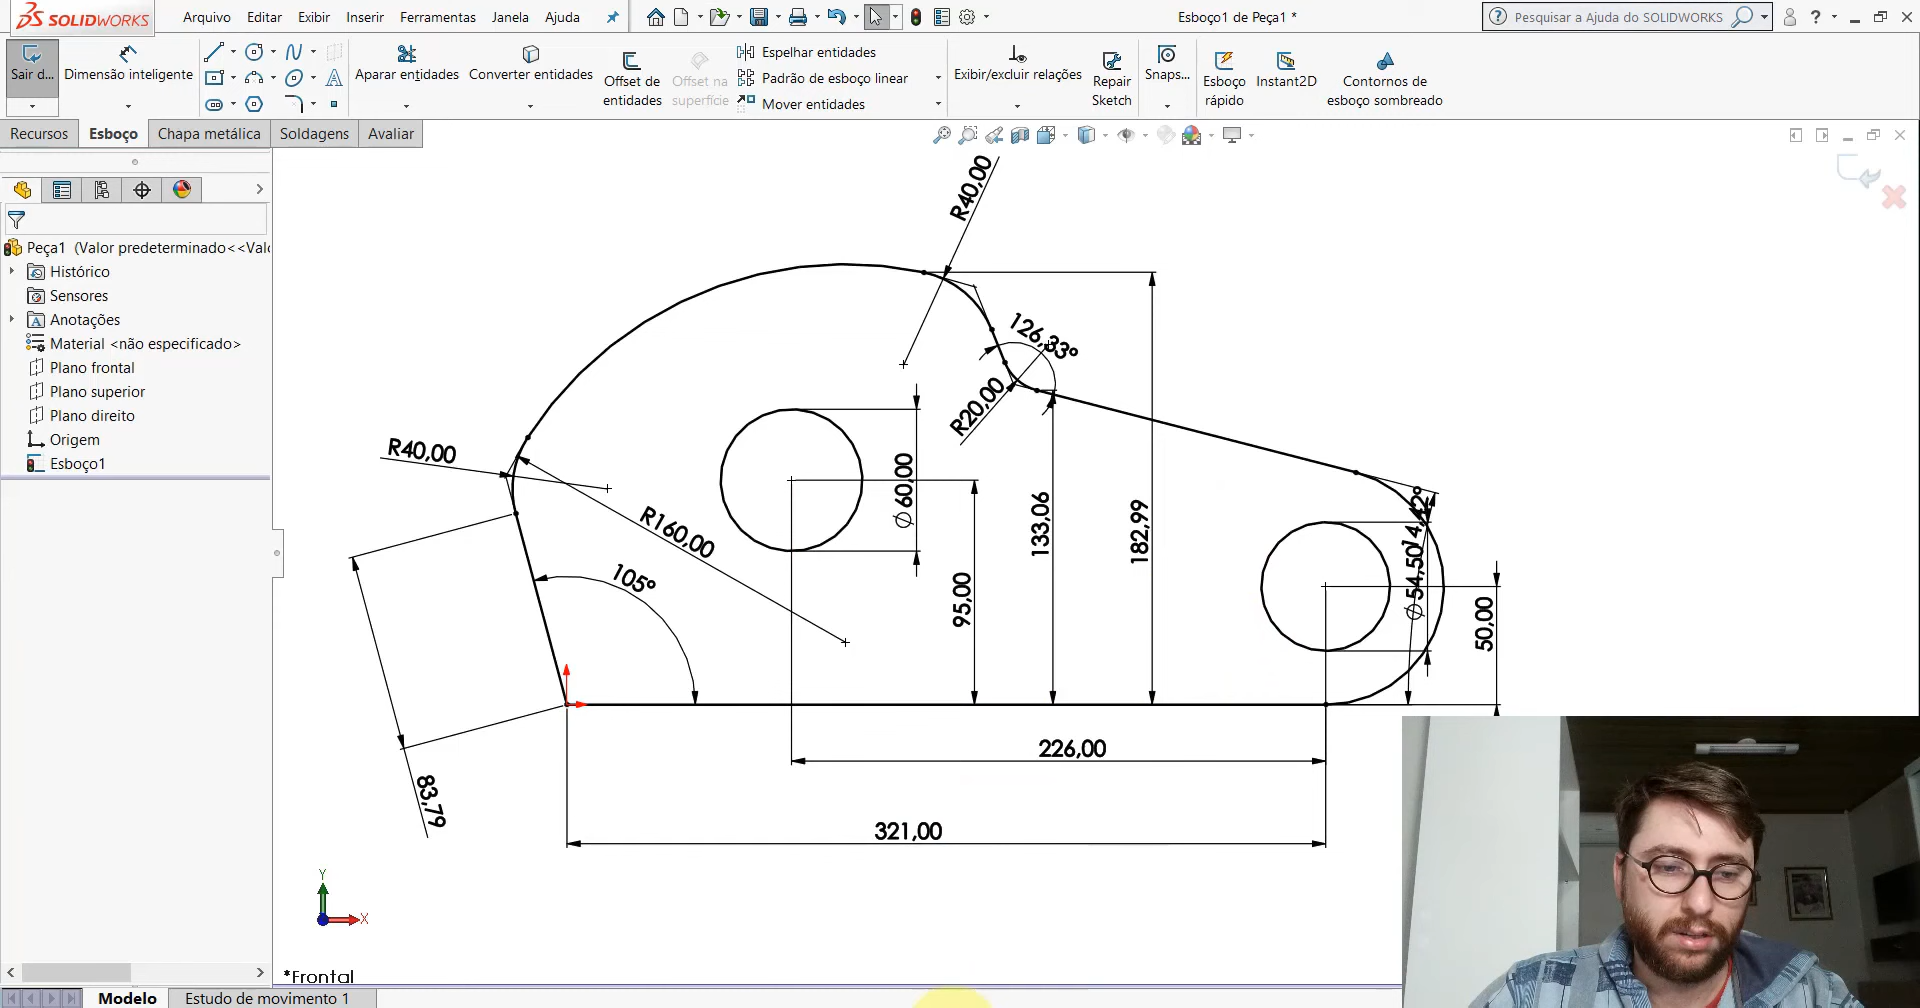 SOLIDWORKS
Arquivo Editar Exibir Inserir Ferramentas Janela Ajuda
Esboço1 de Peça1 *
Pesquisar a Ajuda do SOLIDWORKS
Sair d...
Dimensão inteligente
Aparar entidades
Converter entidades
Offset de
entidades
Offset na
superfície
Espelhar entidades
Padrão de esboço linear
Mover entidades
Exibir/excluir relações
Repair
Sketch
Snaps...
Esboço
rápido
Instant2D
Contornos de
esboço sombreado
Recursos Esboço Chapa metálica Soldagens Avaliar
Peça1 (Valor predeterminado<<Val
Histórico
Sensores
Anotações
Material <não especificado>
Plano frontal
Plano superior
Plano direito
Origem
Esboço1
R40,00
126,33°
R20,00
R40,00
R160,00
105°
∅60,00
95,00
133,06
182,99
14,42°
∅54,50
50,00
226,00
321,00
83,79
Y
X
*Frontal
Modelo Estudo de movimento 1